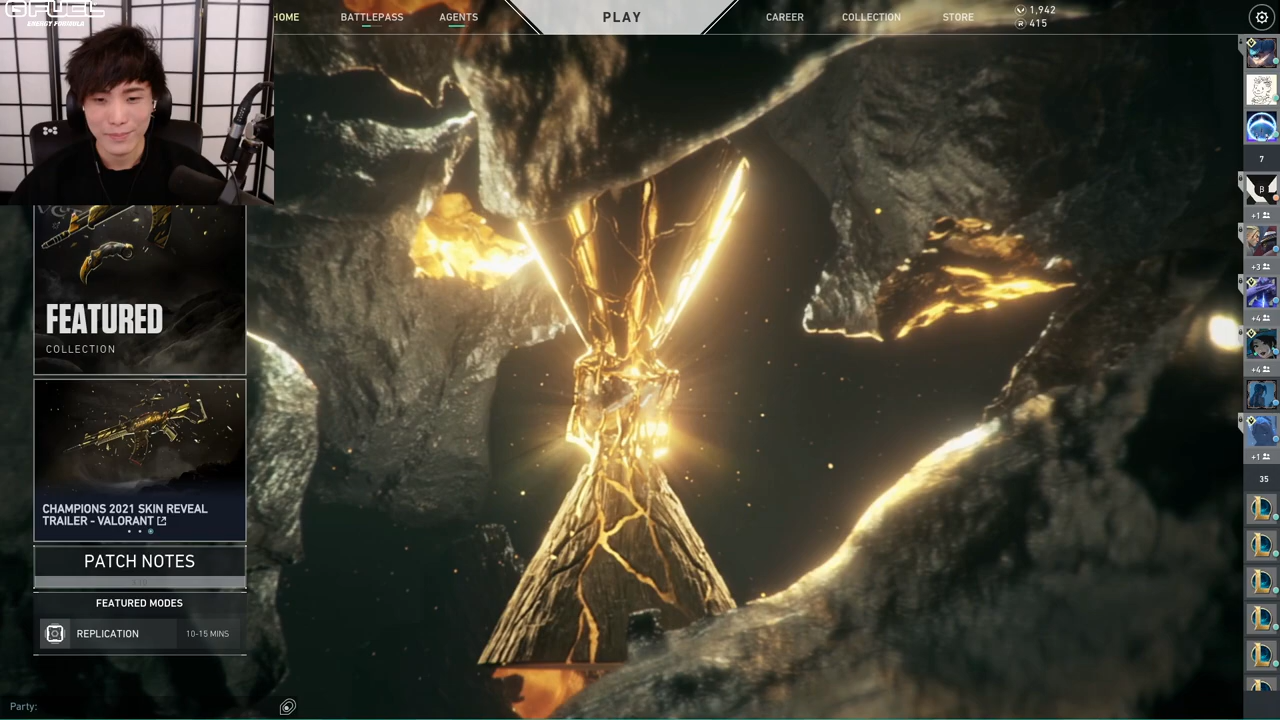 GFUEL
ENERGY FORMULA
HOME
BATTLEPASS
AGENTS
PLAY
CAREER
COLLECTION
STORE
1,942
415
FEATURED
COLLECTION
CHAMPIONS 2021 SKIN REVEAL
TRAILER - VALORANT
PATCH NOTES
FEATURED MODES
REPLICATION
10-15 MINS
Party:
7
+1
+3
+4
+4
+1
35